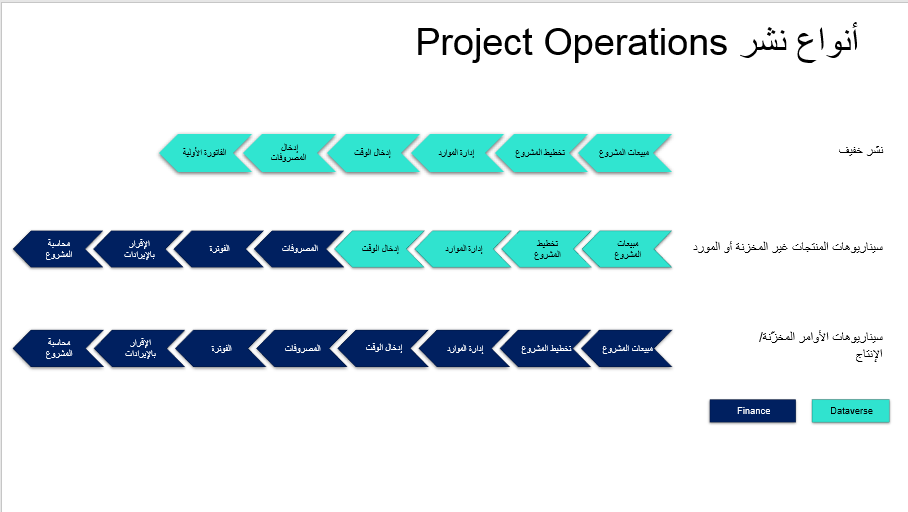 أنواع نشر Project Operations
نشر خفيف
مبيعات المشروع
تخطيط المشروع
إدارة الموارد
إدخال الوقت
إدخال
المصروفات
الفاتورة الأولية
سيناريوهات المنتجات غير المخزنة أو المورد
مبيعات
المشروع
تخطيط
المشروع
إدارة الموارد
إدخال الوقت
المصروفات
الفوترة
الإقرار
بالإيرادات
محاسبة
المشروع
سيناريوهات الأوامر المخزّنة/
الإنتاج
مبيعات المشروع
تخطيط المشروع
إدارة الموارد
إدخال الوقت
المصروفات
الفوترة
الإقرار
بالإيرادات
محاسبة
المشروع
Dataverse
Finance